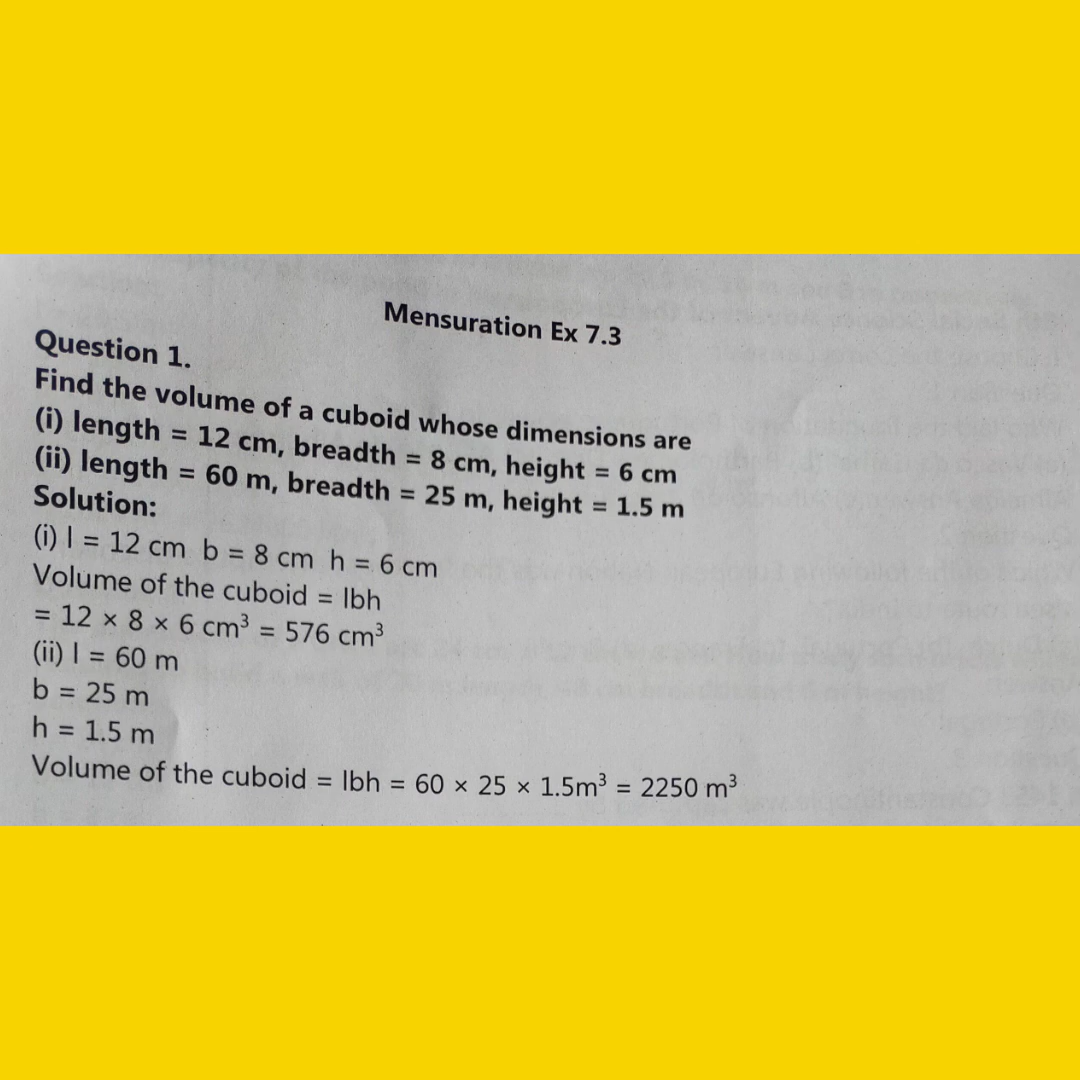 Mensuration Ex 7.3
Question 1.
Find the volume of a cuboid whose dimensions are
(i) length = 12 cm, breadth = 8 cm, height = 6 cm
(ii) length = 60 m, breadth = 25 m, height = 1.5 m
Solution:
(i) l = 12 cm b = 8 cm h = 6 cm
Volume of the cuboid = lbh
= 12 × 8 × 6 cm³ = 576 cm³
(ii) l = 60 m
b = 25 m
h = 1.5 m
Volume of the cuboid = lbh = 60 × 25 × 1.5m³ = 2250 m³